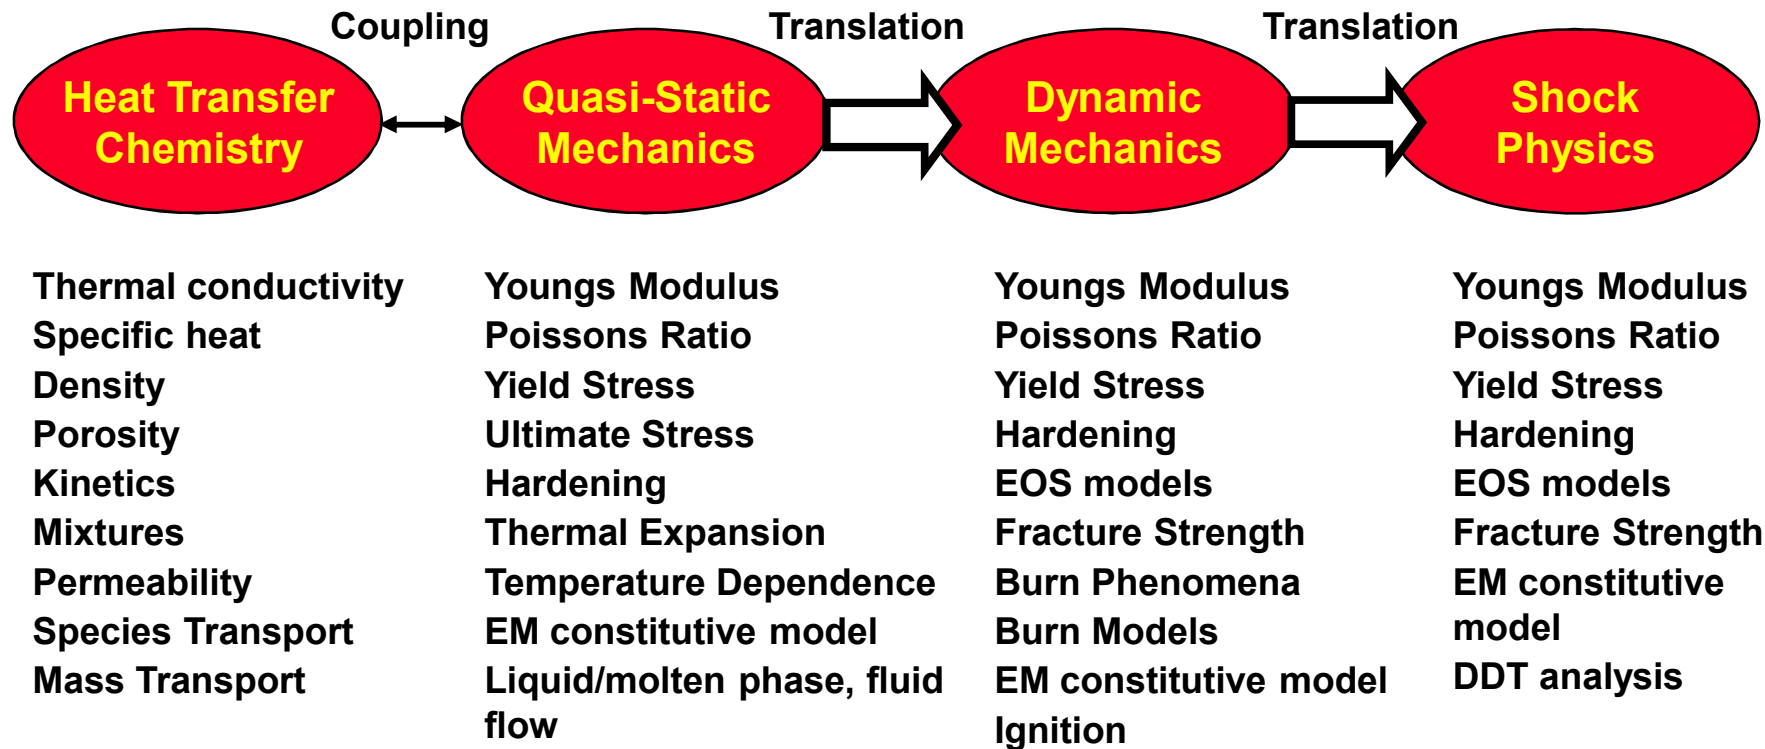 Coupling
Translation
Translation
Heat Transfer
Chemistry
Quasi-Static
Mechanics
Dynamic
Mechanics
Shock
Physics
Thermal conductivity
Specific heat
Density
Porosity
Kinetics
Mixtures
Permeability
Species Transport
Mass Transport
Youngs Modulus
Poissons Ratio
Yield Stress
Ultimate Stress
Hardening
Thermal Expansion
Temperature Dependence
EM constitutive model
Liquid/molten phase, fluid
flow
Youngs Modulus
Poissons Ratio
Yield Stress
Hardening
EOS models
Fracture Strength
Burn Phenomena
Burn Models
EM constitutive model
Ignition
Youngs Modulus
Poissons Ratio
Yield Stress
Hardening
EOS models
Fracture Strength
EM constitutive
model
DDT analysis